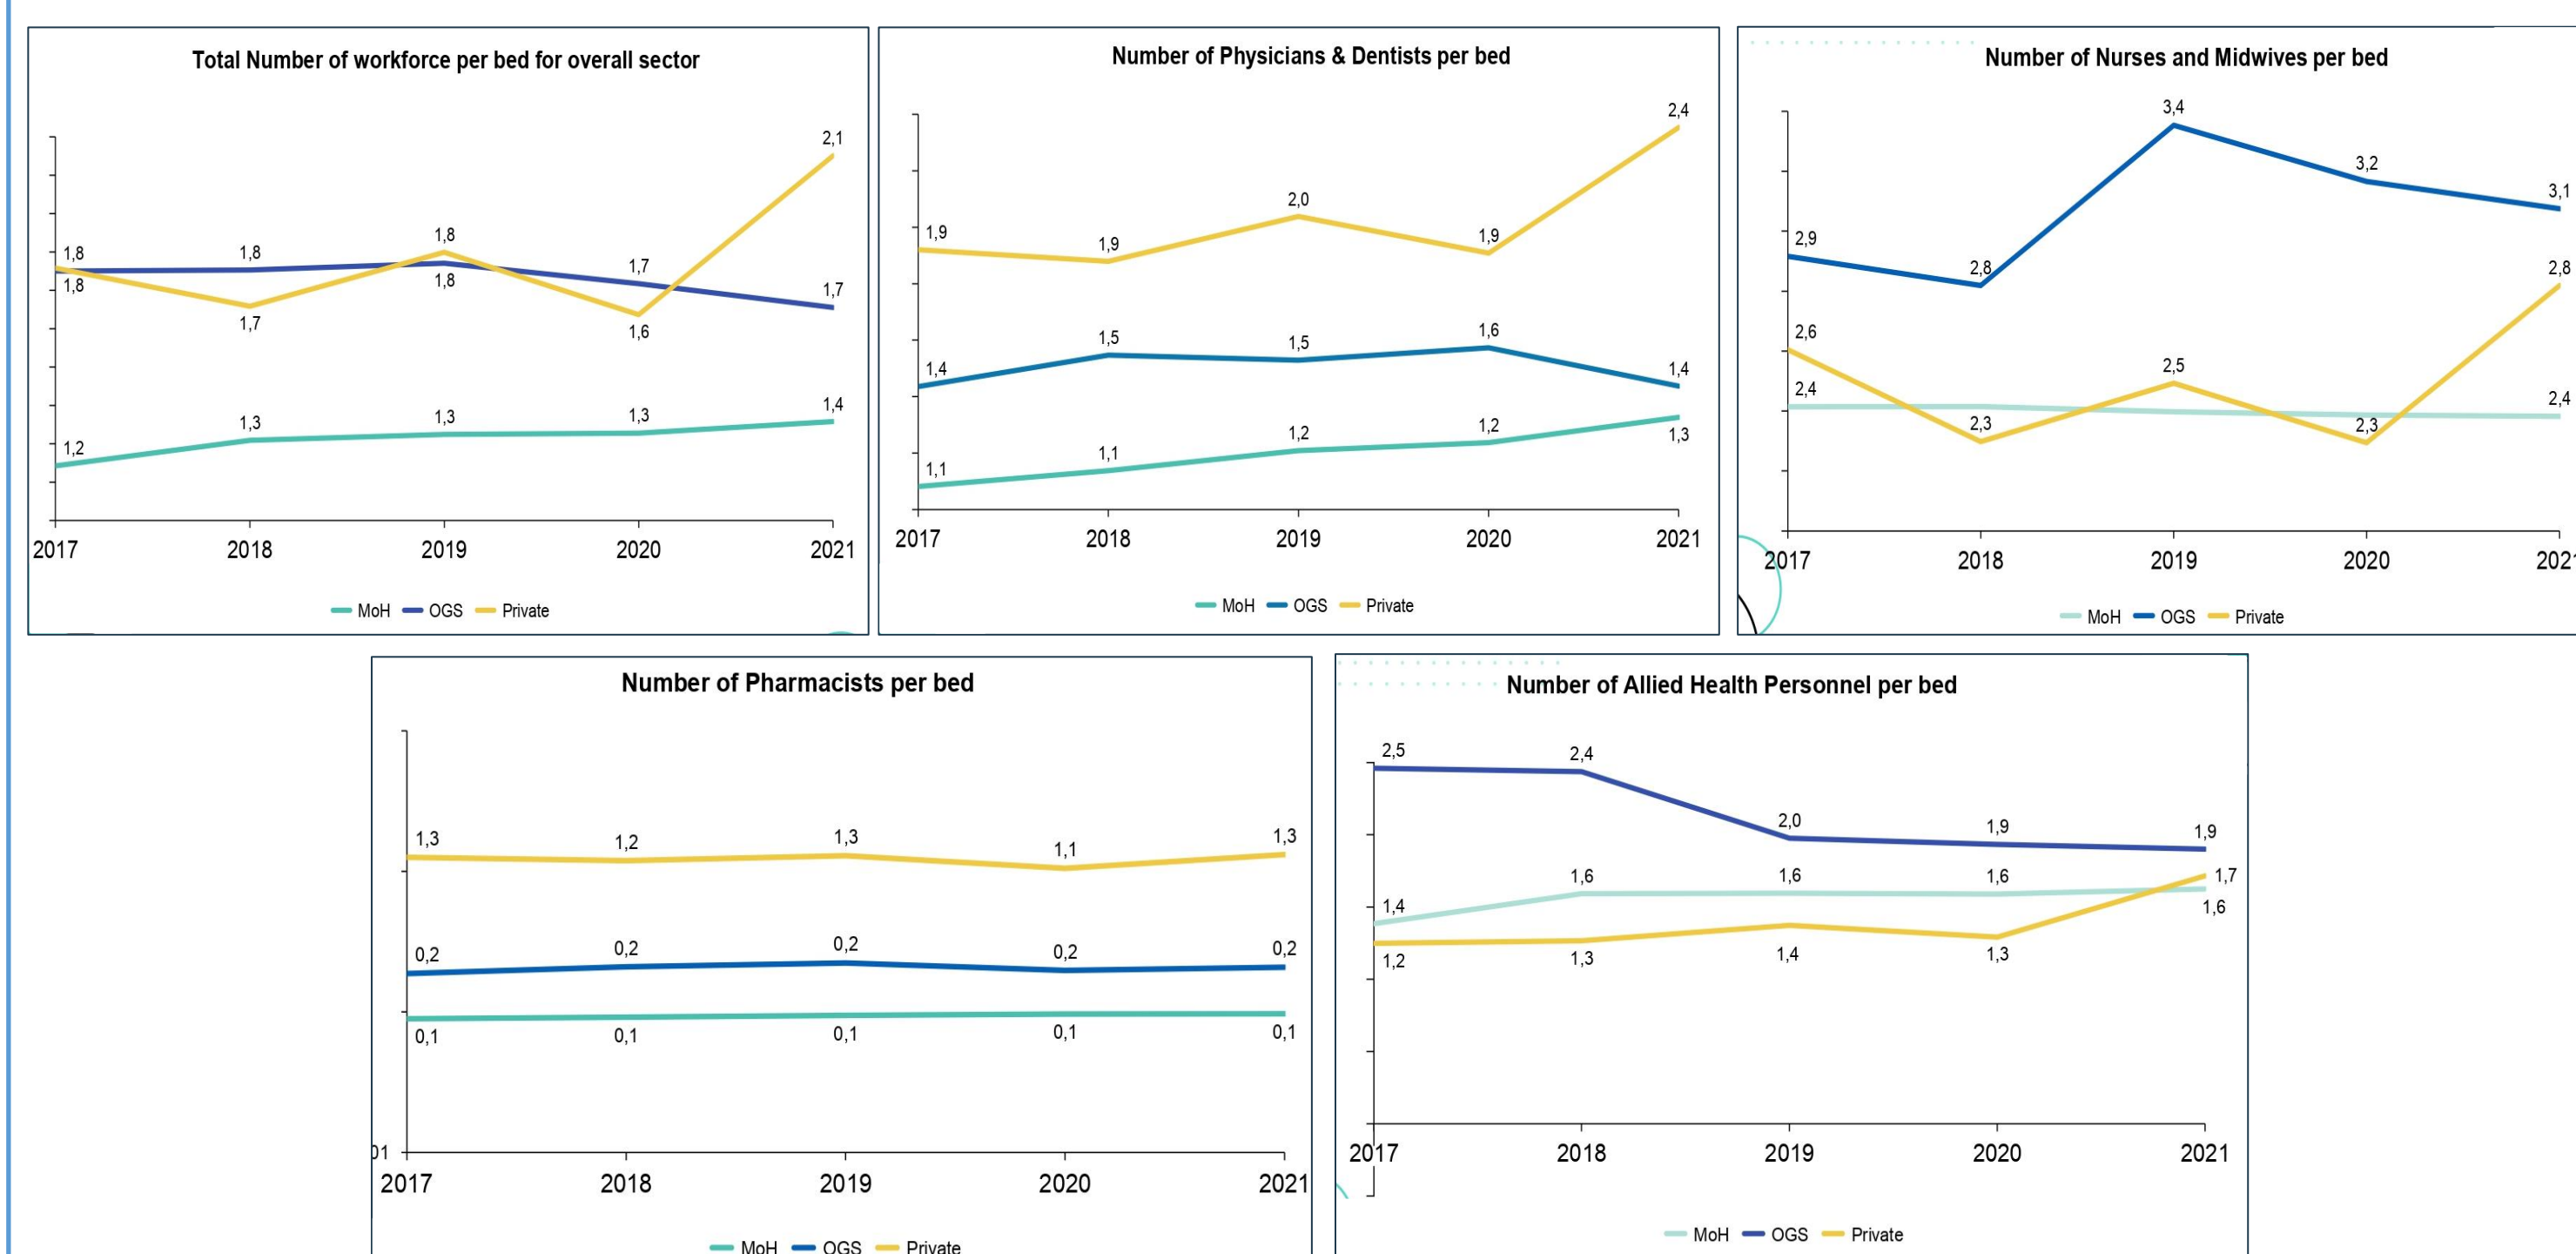 Total Number of workforce per bed for overall sector
1,8 1,8 1,8 1,7 2,1
1,8 1,7 1,8 1,6 1,7
1,2 1,3 1,3 1,3 1,4
2017 2018 2019 2020 2021
MoH OGS Private
Number of Physicians & Dentists per bed
1,9 1,9 2,0 1,9 2,4
1,4 1,5 1,5 1,6 1,4
1,1 1,1 1,2 1,2 1,3
2017 2018 2019 2020 2021
MoH OGS Private
Number of Nurses and Midwives per bed
2,9 2,8 3,4 3,2 3,1
2,6 2,3 2,5 2,3 2,8
2,4 2,4
2017 2018 2019 2020 202
MoH OGS Private
Number of Pharmacists per bed
1,3 1,2 1,3 1,1 1,3
0,2 0,2 0,2 0,2 0,2
0,1 0,1 0,1 0,1 0,1
01
2017 2018 2019 2020 2021
MoH OGS Private
Number of Allied Health Personnel per bed
2,5 2,4 2,0 1,9 1,9
1,4 1,6 1,6 1,6 1,7
1,2 1,3 1,4 1,3 1,6
2017 2018 2019 2020 2021
MoH OGS Private